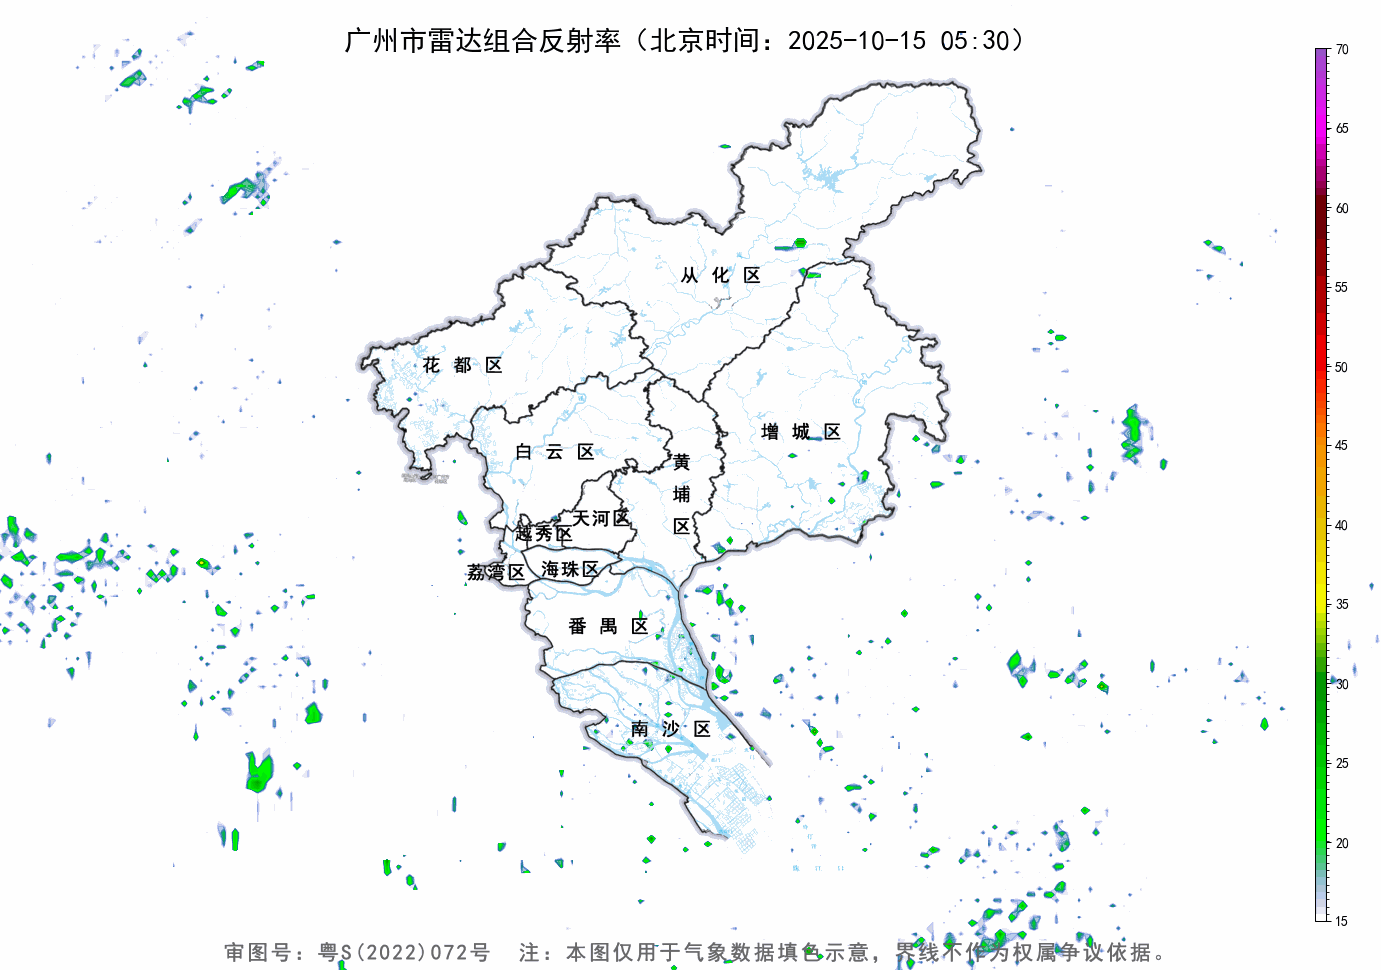 广州市雷达组合反射率（北京时间：2025-10-15 05:30）
70
65
60
55
50
45
40
35
30
25
20
15
从化区
花都区
增城区
白云区
黄埔区
天河区
越秀区
海珠区
荔湾区
番禺区
南沙区
审图号：粤S(2022)072号 注：本图仅用于气象数据填色示意，界线不作为权属争议依据。